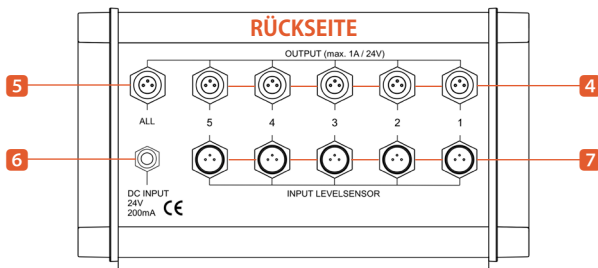 RÜCKSEITE
OUTPUT (max. 1A / 24V)
5
4
ALL
5
4
3
2
1
6
7
DC INPUT
24V
200mA
CE
INPUT LEVELSENSOR